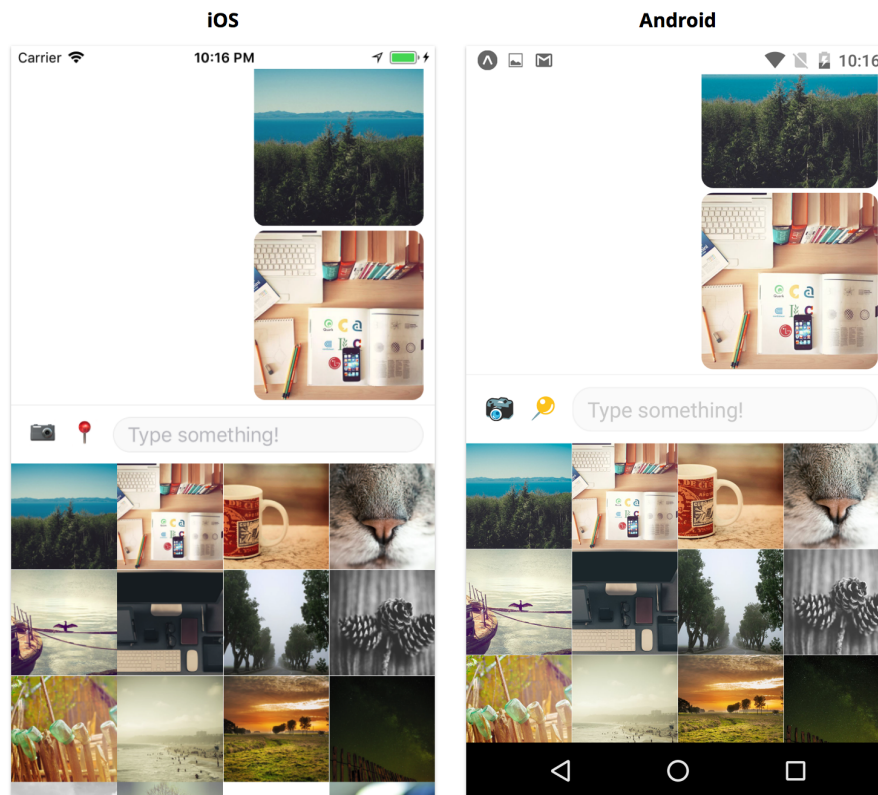 iOS
Android
Carrier
10:16 PM
10:16
Type something!
Type something!